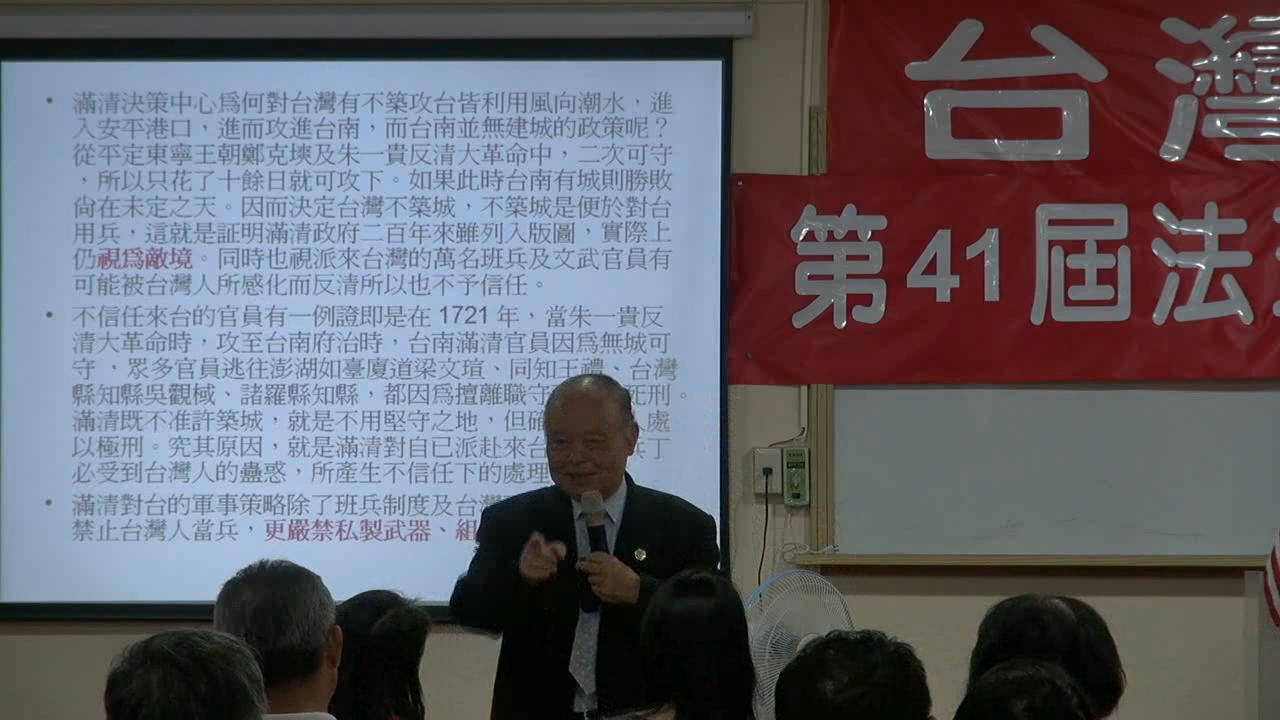 • 滿清決策中心為何對台灣有不築攻台皆利用風向潮水，進
入安平港口，進而攻進台南，而台南並無建城的政策呢？
從平定東寧王朝鄭克塽及朱一貴反清大革命中，二次可守
，所以只花了十餘日就可攻下。如果此時台南有城則勝敗
尚在未定之天。因而決定台灣不築城，不築城是便於對台
用兵，這就是証明滿清政府二百年來雖列入版圖，實際上
仍視為敵境。同時也視派來台灣的萬名班兵及文武官員有
可能被台灣人所感化而反清所以也不予信任。
• 不信任來台的官員有一例證即是在 1721 年，當朱一貴反
清大革命時，攻至台南府治時，台南滿清官員因為無城可
守，眾多官員逃往澎湖如臺廈道梁文瑄、同知王禮、台灣
縣知縣吳觀棫、諸羅縣知縣，都因為擅離職守 死刑。
滿清既不准許築城，就是不用堅守之地，但 處
以極刑。究其原因，就是滿清對自已派赴來台 丁
必受到台灣人的蠱惑，所產生不信任下的處理
• 滿清對台的軍事策略除了班兵制度及台
禁止台灣人當兵，更嚴禁私製武器、組
台灣
第41屆法